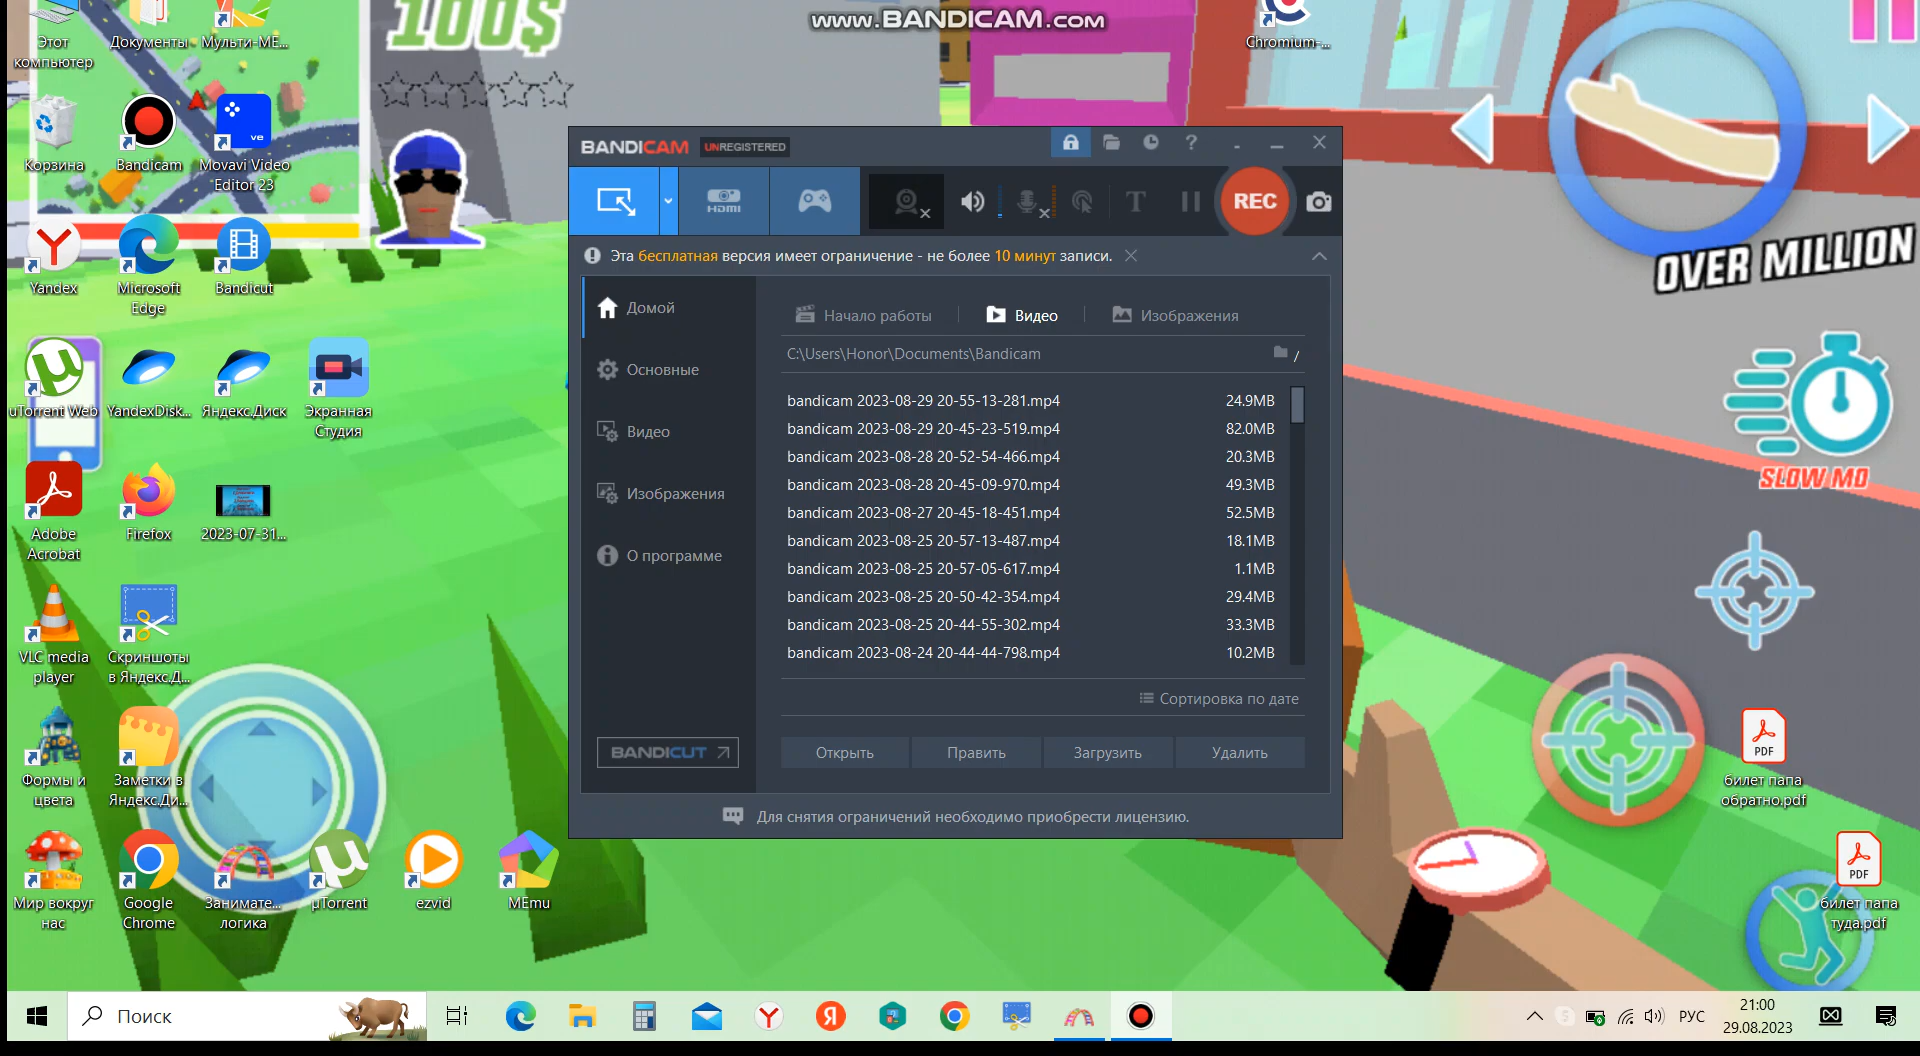 100$
www.BANDICAM.com
Этот
компьютер
Документы
Мульти-МЕ...
Chromium-...
Корзина
Bandicam
Movavi Video
Editor 23
ve
Yandex
Microsoft
Edge
Bandicut
uTorrent Web
YandexDisk...
Яндекс.Диск
Экранная
Студия
Adobe
Acrobat
Firefox
2023-07-31...
VLC media
player
Скриншоты
в Яндекс.Д...
Формы и
цвета
Заметки в
Яндекс.Ди...
Мир вокруг
нас
Google
Chrome
Занимате...
логика
µTorrent
ezvid
MEmu
BANDICAM UNREGISTERED
?
HDMI
T
REC
Эта бесплатная версия имеет ограничение - не более 10 минут записи.
Домой
Основные
Видео
Изображения
О программе
BANDICUT
Начало работы
Видео
Изображения
C:\Users\Honor\Documents\Bandicam
/
bandicam 2023-08-29 20-55-13-281.mp4 24.9MB
bandicam 2023-08-29 20-45-23-519.mp4 82.0MB
bandicam 2023-08-28 20-52-54-466.mp4 20.3MB
bandicam 2023-08-28 20-45-09-970.mp4 49.3MB
bandicam 2023-08-27 20-45-18-451.mp4 52.5MB
bandicam 2023-08-25 20-57-13-487.mp4 18.1MB
bandicam 2023-08-25 20-57-05-617.mp4 1.1MB
bandicam 2023-08-25 20-50-42-354.mp4 29.4MB
bandicam 2023-08-25 20-44-55-302.mp4 33.3MB
bandicam 2023-08-24 20-44-44-798.mp4 10.2MB
Сортировка по дате
Открыть
Править
Загрузить
Удалить
Для снятия ограничений необходимо приобрести лицензию.
OVER MILLION
SLOW MO
PDF
билет папа
обратно.pdf
PDF
билет папа
туда.pdf
Поиск
РУС
21:00
29.08.2023